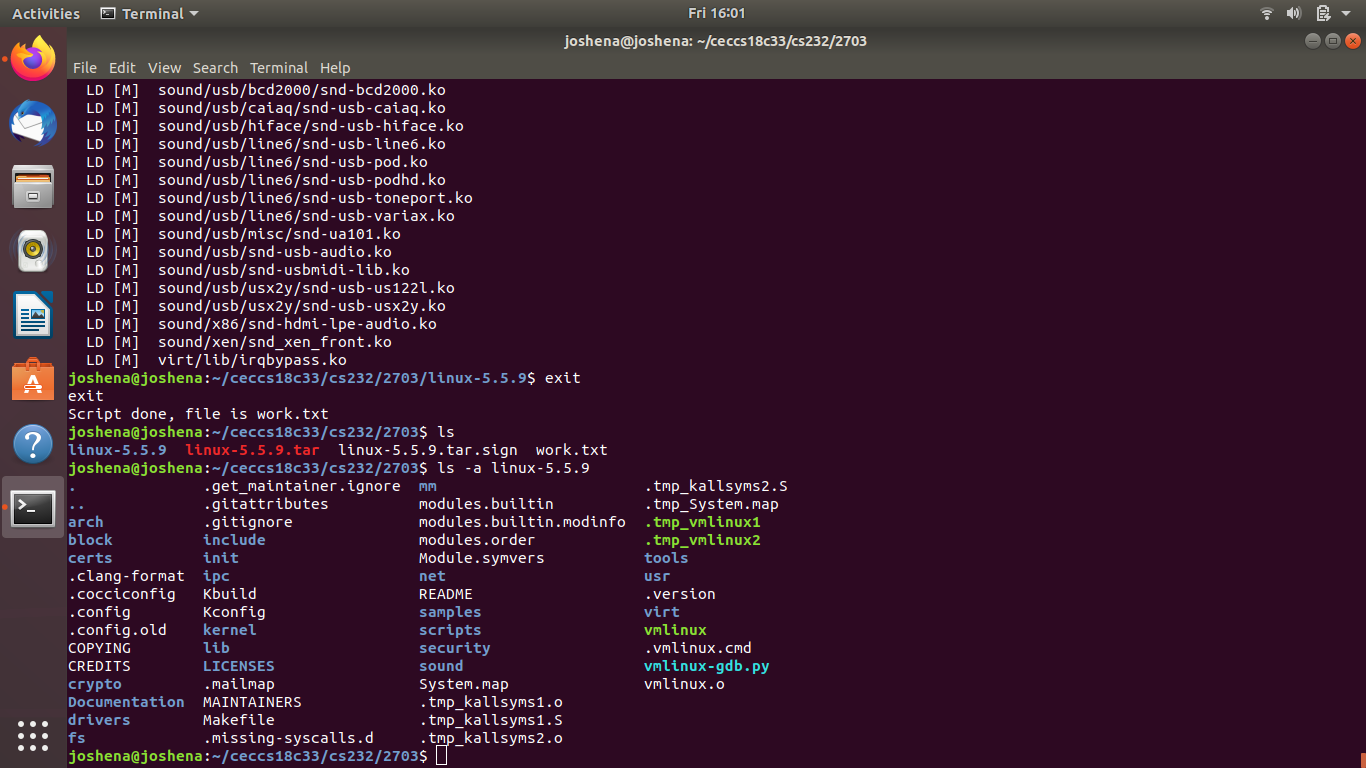 Activities Terminal Fri 16:01
joshena@joshena: ~/ceccs18c33/cs232/2703
File Edit View Search Terminal Help
LD [M] sound/usb/bcd2000/snd-bcd2000.ko
LD [M] sound/usb/caiaq/snd-usb-caiaq.ko
LD [M] sound/usb/hiface/snd-usb-hiface.ko
LD [M] sound/usb/line6/snd-usb-line6.ko
LD [M] sound/usb/line6/snd-usb-pod.ko
LD [M] sound/usb/line6/snd-usb-podhd.ko
LD [M] sound/usb/line6/snd-usb-toneport.ko
LD [M] sound/usb/line6/snd-usb-variax.ko
LD [M] sound/usb/misc/snd-ua101.ko
LD [M] sound/usb/snd-usb-audio.ko
LD [M] sound/usb/snd-usbmidi-lib.ko
LD [M] sound/usb/usx2y/snd-usb-us122l.ko
LD [M] sound/usb/usx2y/snd-usb-usx2y.ko
LD [M] sound/x86/snd-hdmi-lpe-audio.ko
LD [M] sound/xen/snd_xen_front.ko
LD [M] virt/lib/irqbypass.ko
joshena@joshena:~/ceccs18c33/cs232/2703/linux-5.5.9$ exit
exit
Script done, file is work.txt
joshena@joshena:~/ceccs18c33/cs232/2703$ ls
linux-5.5.9 linux-5.5.9.tar linux-5.5.9.tar.sign work.txt
joshena@joshena:~/ceccs18c33/cs232/2703$ ls -a linux-5.5.9
. .get_maintainer.ignore mm .tmp_kallsyms2.S
.. .gitattributes modules.builtin .tmp_System.map
arch .gitignore modules.builtin.modinfo .tmp_vmlinux1
block include modules.order .tmp_vmlinux2
certs init Module.symvers tools
.clang-format ipc net usr
.cocciconfig Kbuild README .version
.config Kconfig samples virt
.config.old kernel scripts vmlinux
COPYING lib security .vmlinux.cmd
CREDITS LICENSES sound vmlinux-gdb.py
crypto .mailmap System.map vmlinux.o
Documentation MAINTAINERS .tmp_kallsyms1.o
drivers Makefile .tmp_kallsyms1.S
fs .missing-syscalls.d .tmp_kallsyms2.o
joshena@joshena:~/ceccs18c33/cs232/2703$